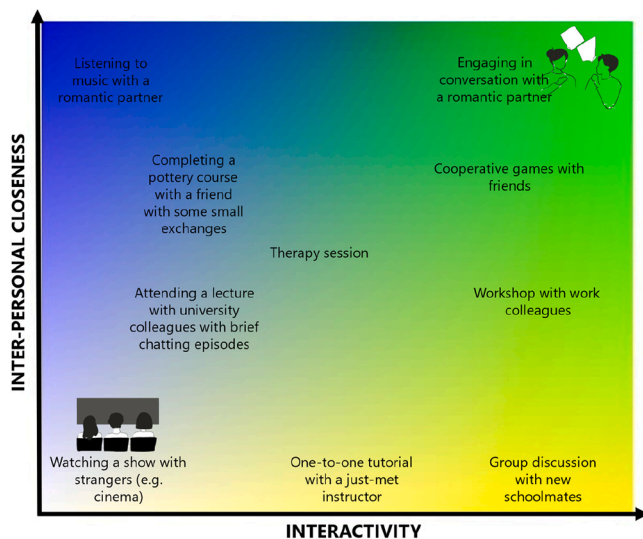 INTER-PERSONAL CLOSENESS
Listening to
music with a
romantic partner
Engaging in
conversation with
a romantic partner
Completing a
pottery course
with a friend
with some small
exchanges
Cooperative games with
friends
Therapy session
Attending a lecture
with university
colleagues with brief
chatting episodes
Workshop with work
colleagues
Watching a show with
strangers (e.g.
cinema)
One-to-one tutorial
with a just-met
instructor
Group discussion
with new
schoolmates
INTERACTIVITY